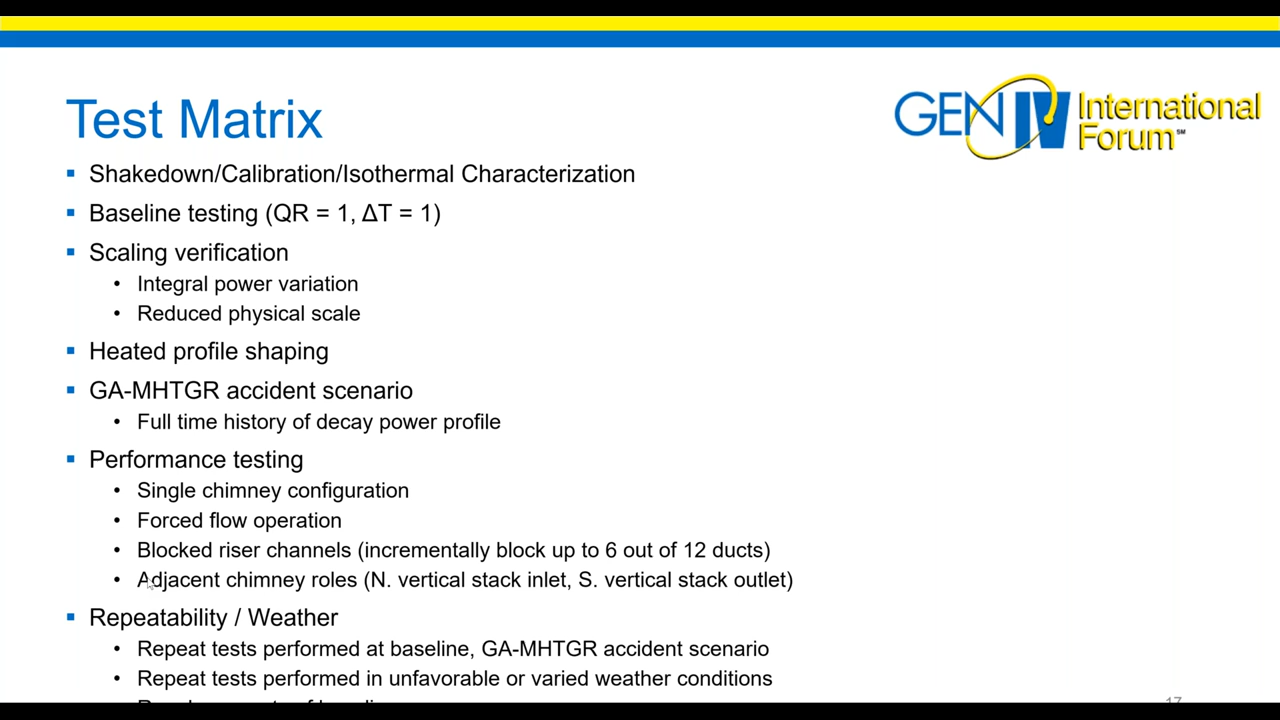 GEN IV International
Forum℠
Test Matrix
▪ Shakedown/Calibration/Isothermal Characterization
▪ Baseline testing (QR = 1, ΔT = 1)
▪ Scaling verification
• Integral power variation
• Reduced physical scale
▪ Heated profile shaping
▪ GA-MHTGR accident scenario
• Full time history of decay power profile
▪ Performance testing
• Single chimney configuration
• Forced flow operation
• Blocked riser channels (incrementally block up to 6 out of 12 ducts)
• Adjacent chimney roles (N. vertical stack inlet, S. vertical stack outlet)
▪ Repeatability / Weather
• Repeat tests performed at baseline, GA-MHTGR accident scenario
• Repeat tests performed in unfavorable or varied weather conditions
17